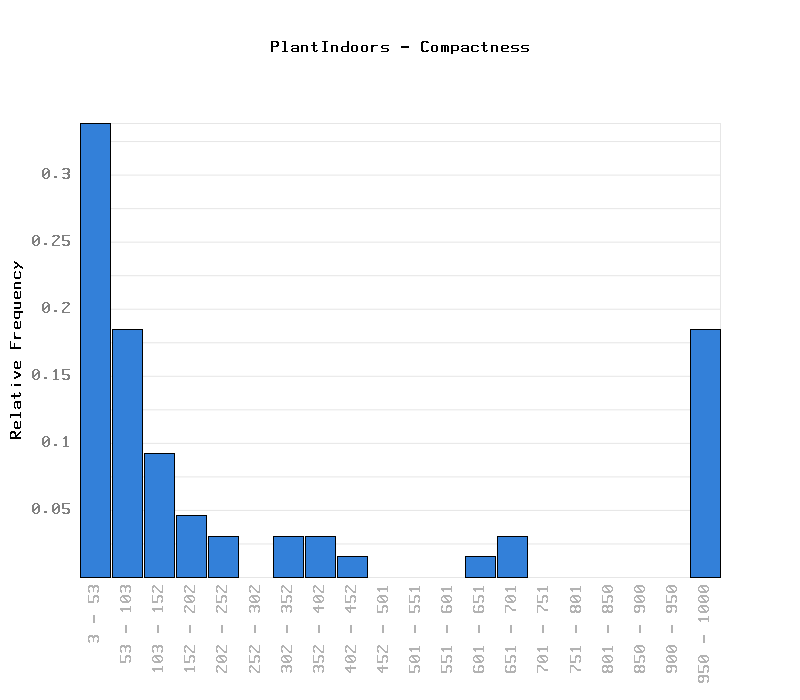 PlantIndoors - Compactness
Relative Frequency
0.3
0.25
0.2
0.15
0.1
0.05
3 - 53
53 - 103
103 - 152
152 - 202
202 - 252
252 - 302
302 - 352
352 - 402
402 - 452
452 - 501
501 - 551
551 - 601
601 - 651
651 - 701
701 - 751
751 - 801
801 - 850
850 - 900
900 - 950
950 - 1000